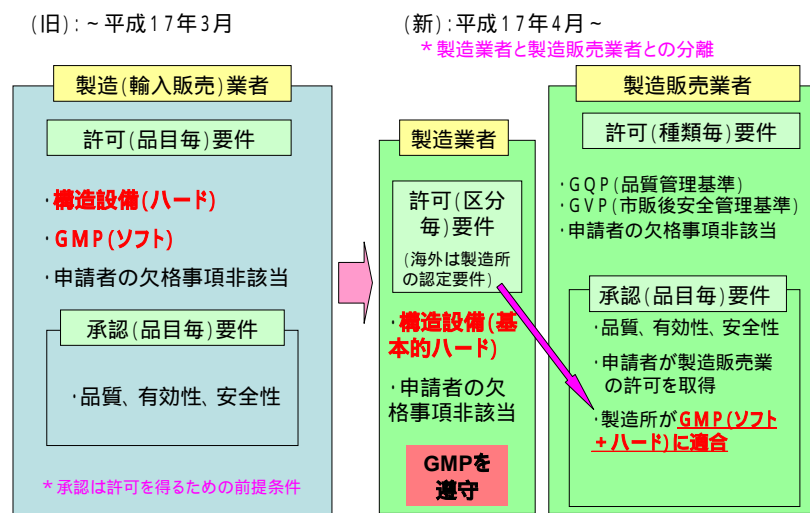 (旧):~平成17年3月
製造(輸入販売)業者
許可(品目毎)要件
・構造設備(ハード)
・GMP(ソフト)
・申請者の欠格事項非該当
承認(品目毎)要件
・品質、有効性、安全性
*承認は許可を得るための前提条件
(新):平成17年4月~
*製造業者と製造販売業者との分離
製造業者
許可(区分
毎)要件
(海外は製造所
の認定要件)
・構造設備(基
本的ハード)
・申請者の欠
格事項非該当
GMPを
遵守
製造販売業者
許可(種類毎)要件
・GQP(品質管理基準)
・GVP(市販後安全管理基準)
・申請者の欠格事項非該当
承認(品目毎)要件
・品質、有効性、安全性
・申請者が製造販売業
の許可を取得
・製造所がGMP(ソフト
+ハード)に適合